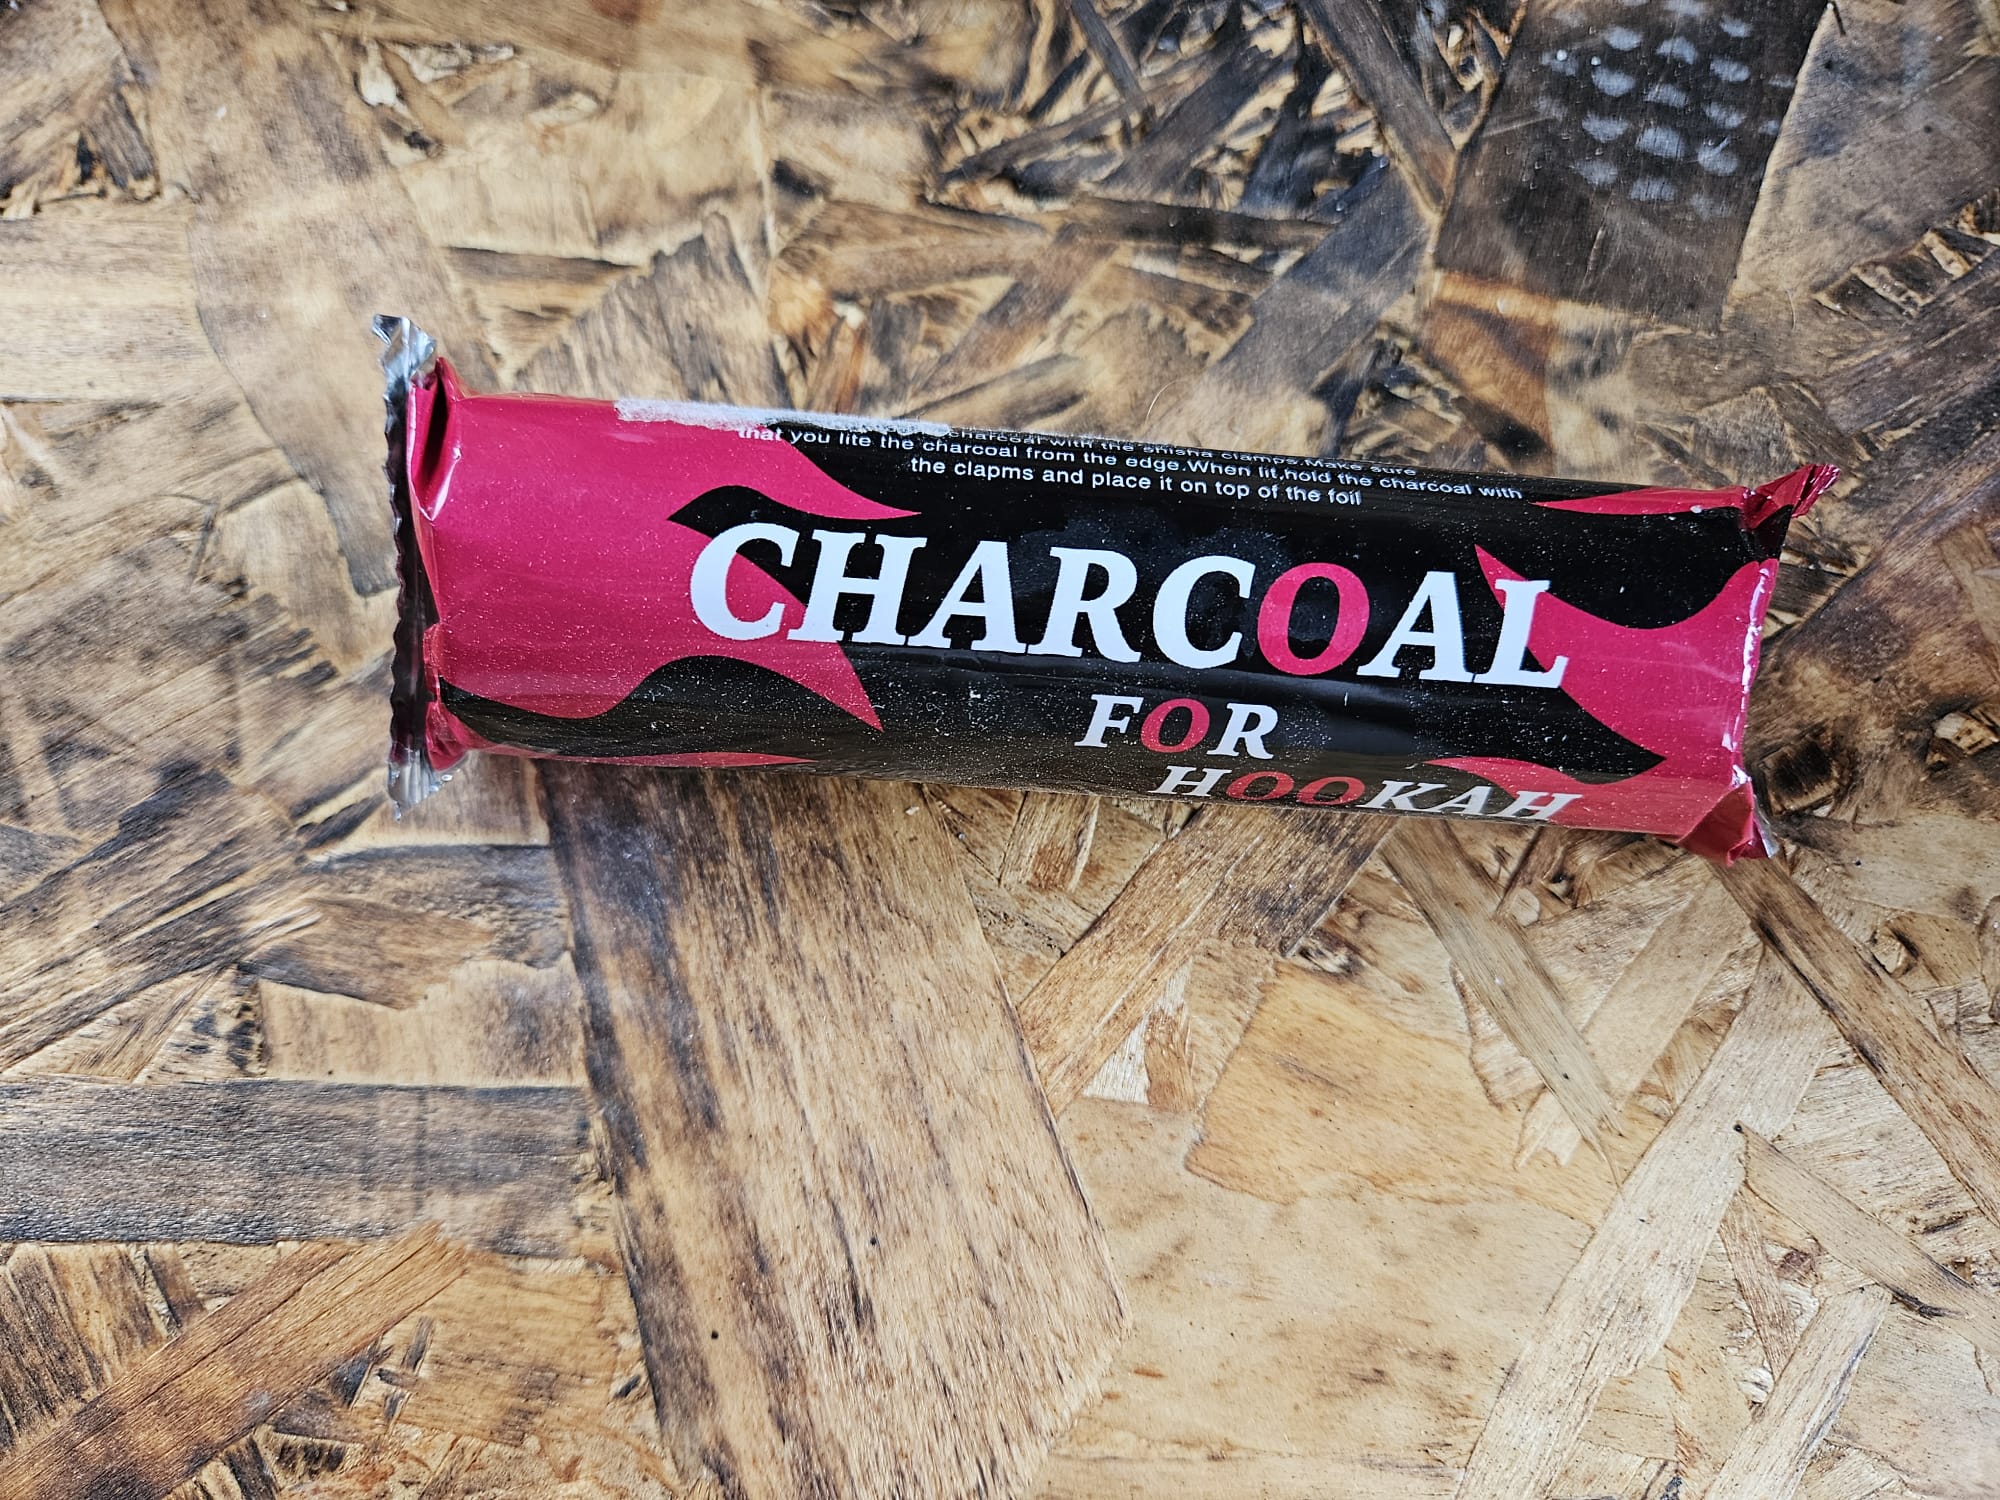 charcoal with the shisha clamps.Make sure
that you lite the charcoal from the edge.When lit,hold the charcoal with
the clapms and place it on top of the foil
CHARCOAL
FOR
HOOKAH